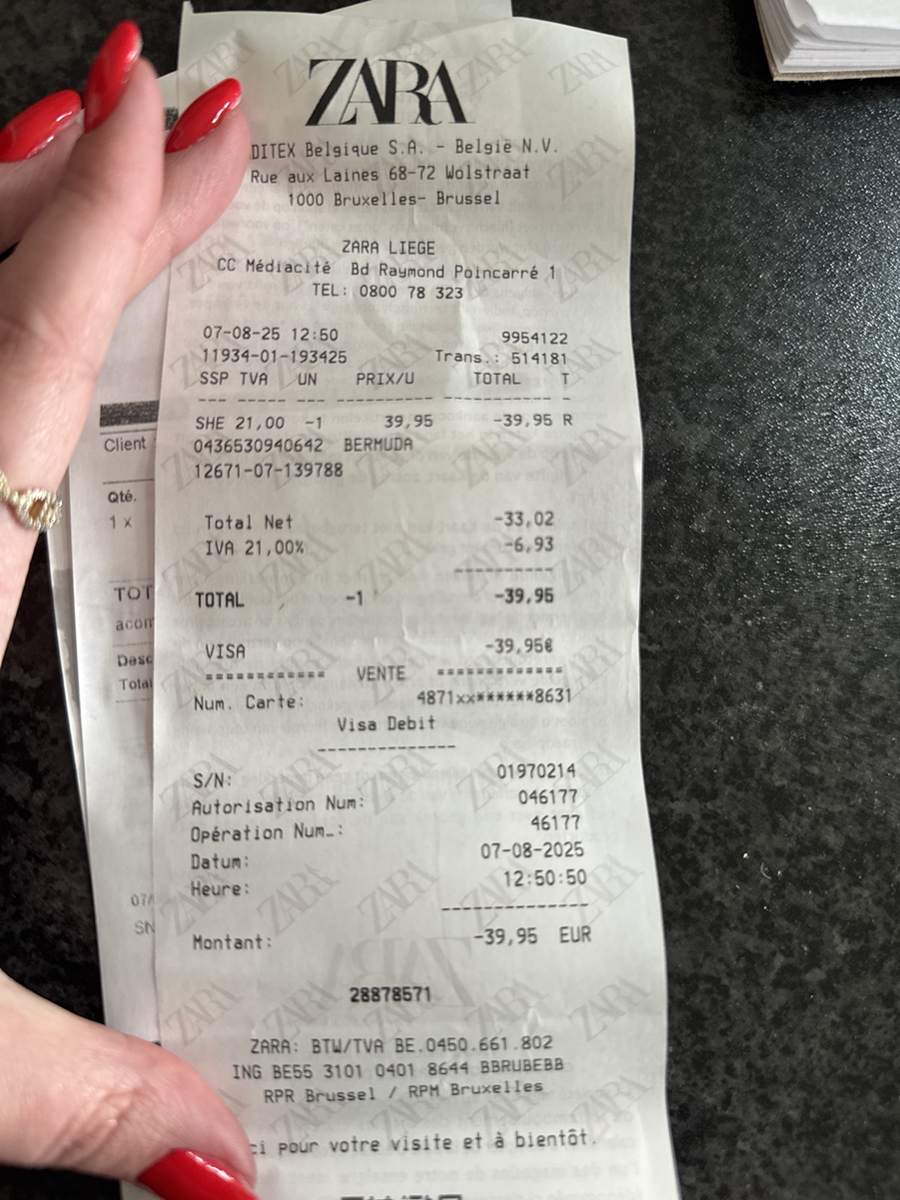 ZARA
DITEX Belgique S.A. - België N.V.
Rue aux Laines 68-72 Wolstraat
1000 Bruxelles- Brussel
ZARA LIEGE
CC Médiacité Bd Raymond Poincarré 1
TEL: 0800 78 323
07-08-25 12:50 9954122
11934-01-193425 Trans.: 514181
SSP TVA UN PRIX/U TOTAL T
--- --- --- ---------- ---------- -
SHE 21,00 -1 39,95 -39,95 R
0436530940642 BERMUDA
12671-07-139788
Total Net -33,02
IVA 21,00% -6,93
----------
TOTAL -1 -39,95
VISA -39,95€
============ VENTE =============
Num. Carte: 4871xx******8631
Visa Debit
--------------
S/N: 01970214
Autorisation Num: 046177
Opération Num.: 46177
Datum: 07-08-2025
Heure: 12:50:50
--------------
Montant: -39,95 EUR
28878571
ZARA: BTW/TVA BE.0450.661.802
ING BE55 3101 0401 8644 BBRUBEBB
RPR Brussel / RPM Bruxelles
ci pour votre visite et à bientôt.
Client
Qté.
1 x
TOT
acom
Desc
Total
07/
SN